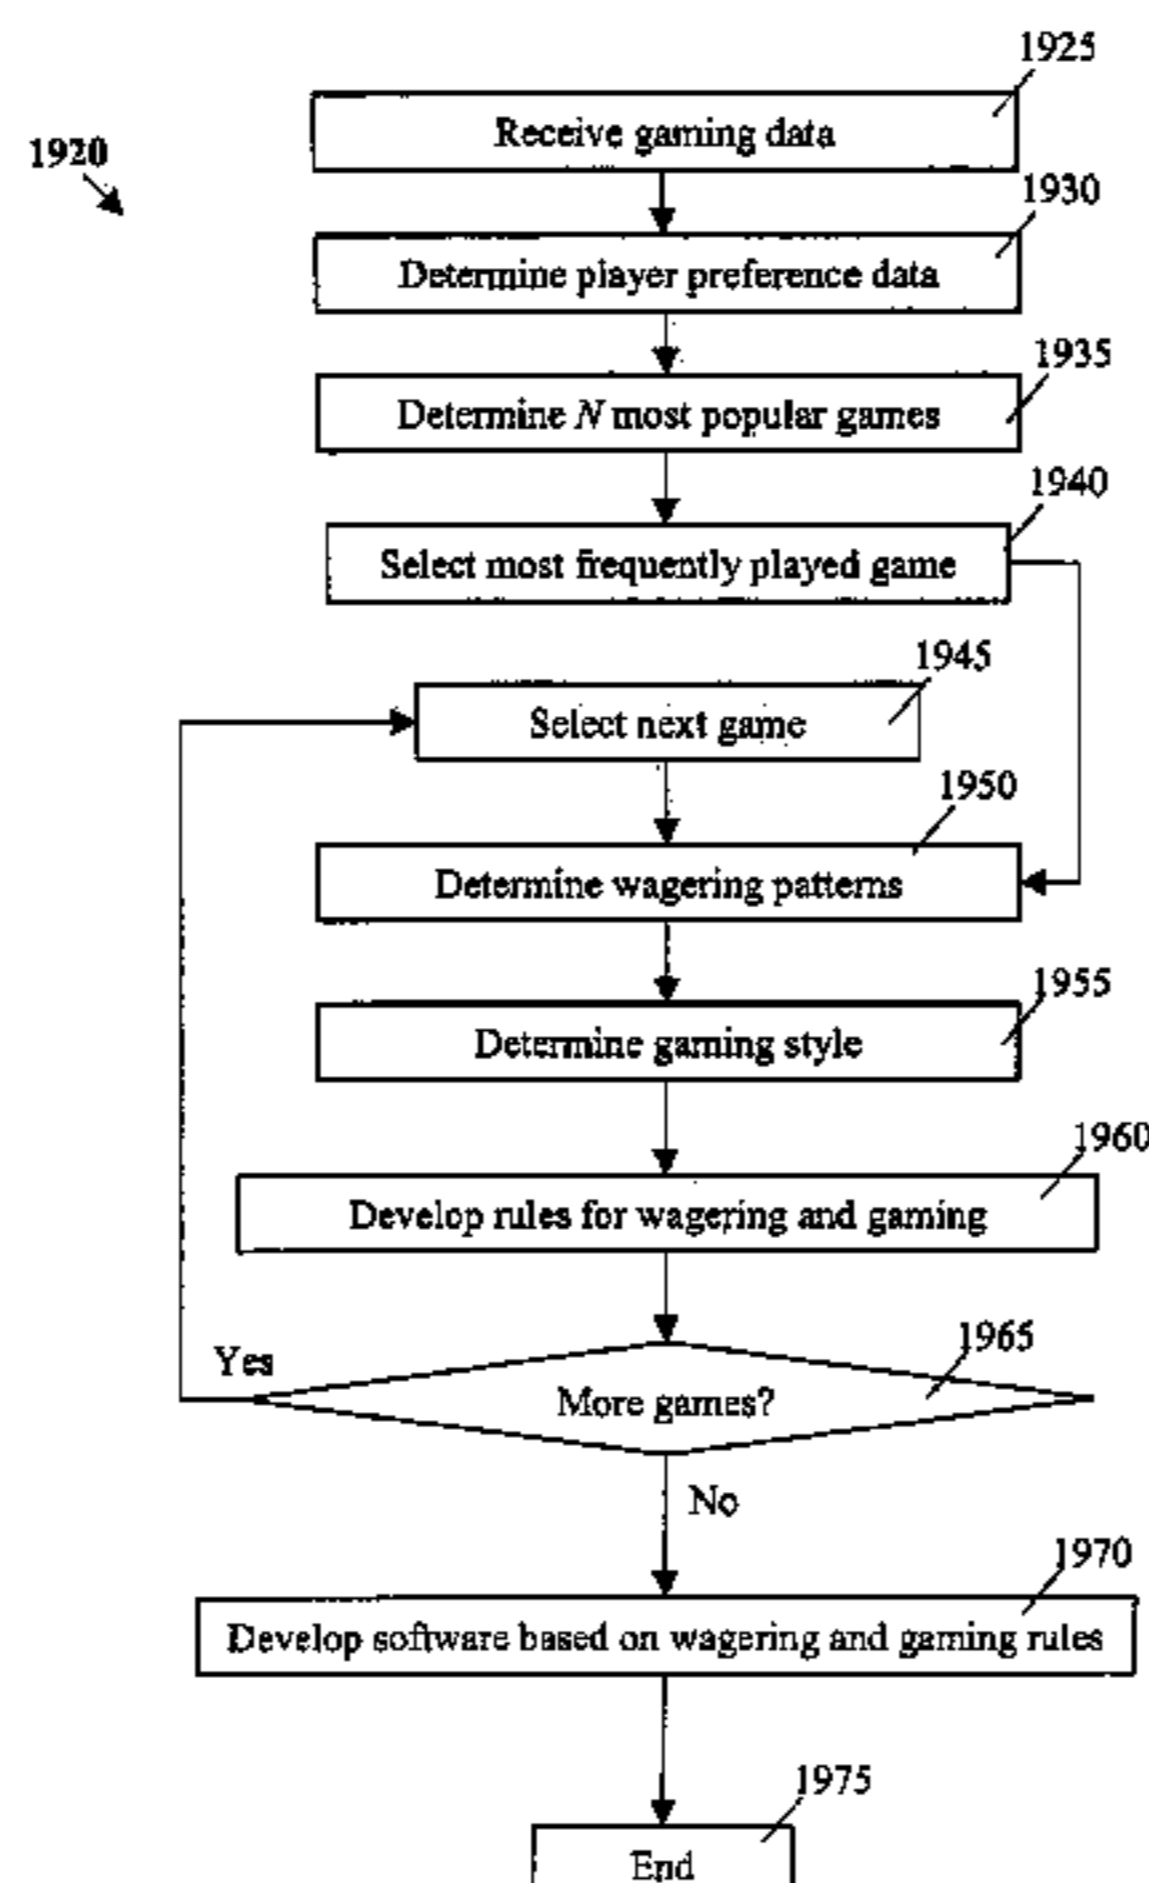 1925
Receive gaming data
1920
1930
Determine player preference data
1935
Determine N most popular games
1940
Select most frequently played game
1945
Select next game
1950
Determine wagering patterns
1955
Determine gaming style
1960
Develop rules for wagering and gaming
1965
Yes
More games?
No
1970
Develop software based on wagering and gaming rules
1975
End